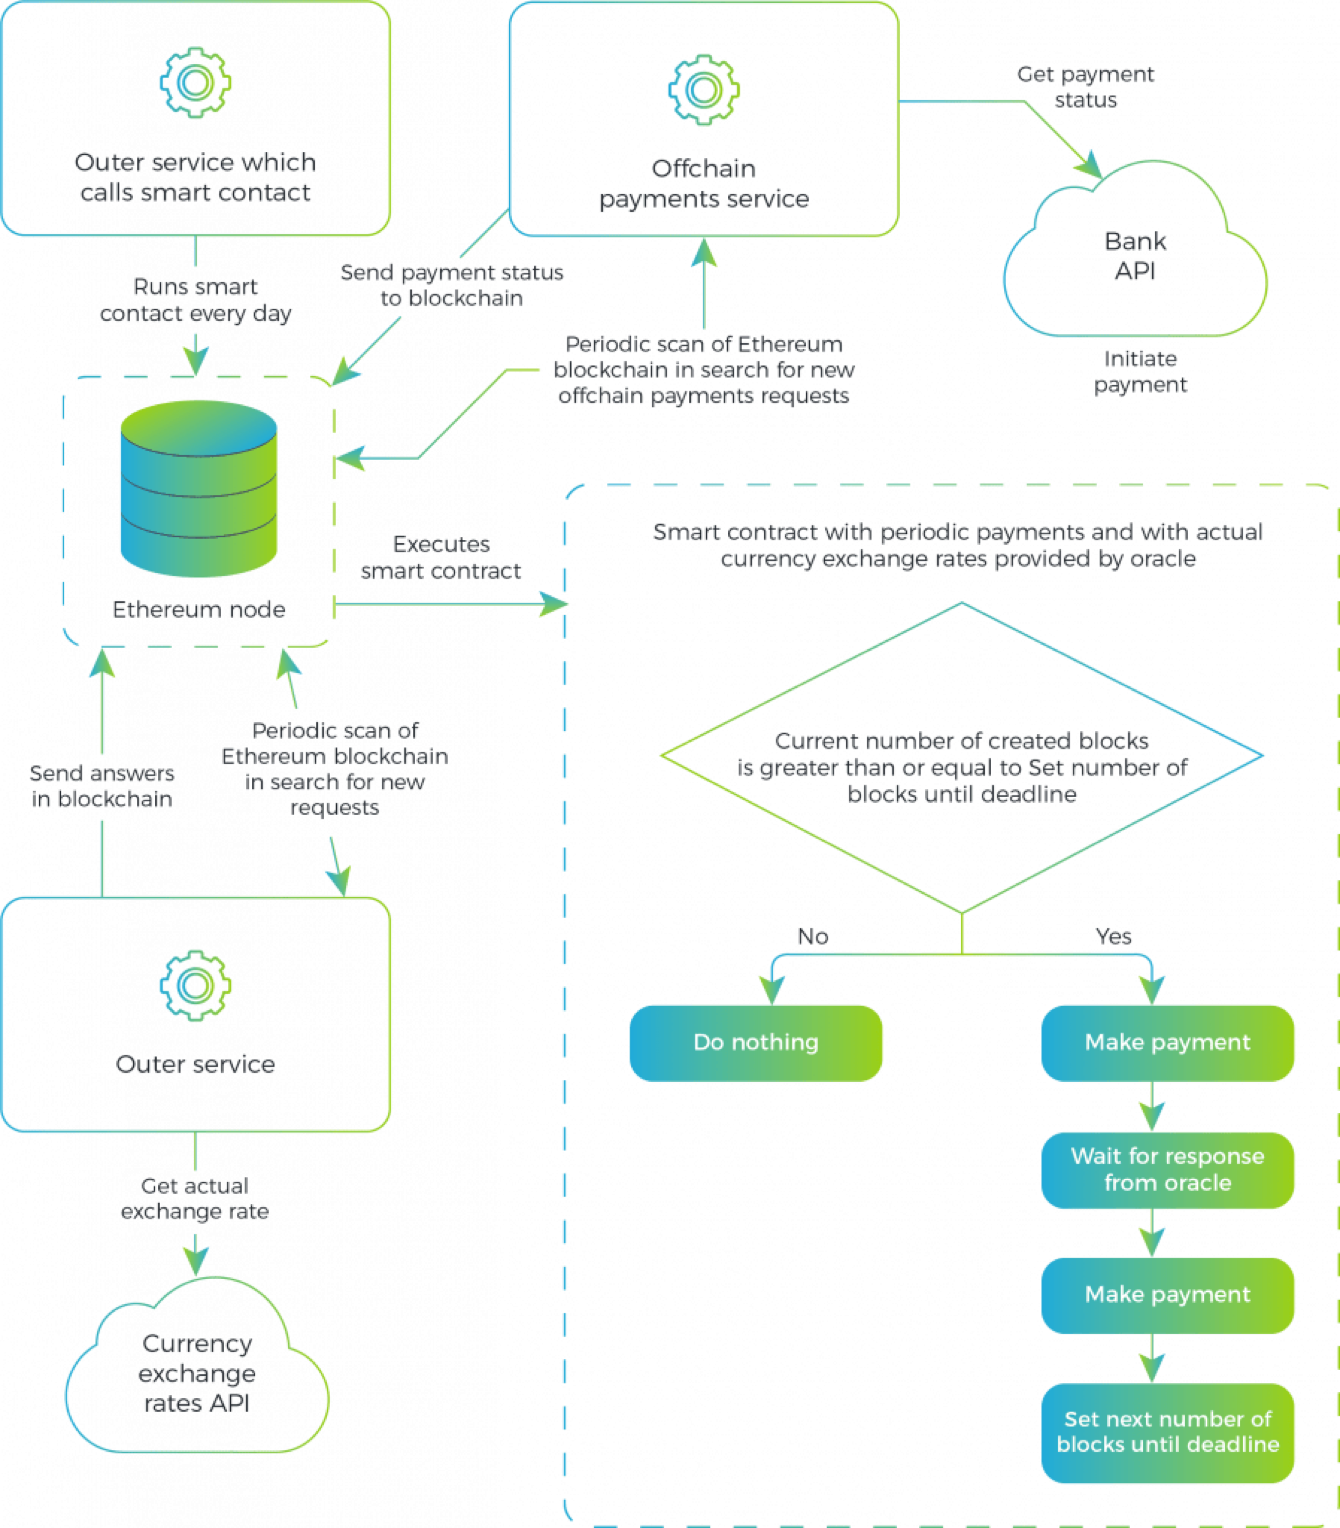 Outer service which
calls smart contact
Offchain
payments service
Get payment
status
Bank
API
Initiate
payment
Runs smart
contact every day
Send payment status
to blockchain
Periodic scan of Ethereum
blockchain in search for new
offchain payments requests
Ethereum node
Executes
smart contract
Smart contract with periodic payments and with actual
currency exchange rates provided by oracle
Current number of created blocks
is greater than or equal to Set number of
blocks until deadline
No
Yes
Do nothing
Make payment
Wait for response
from oracle
Make payment
Set next number of
blocks until deadline
Send answers
in blockchain
Periodic scan of
Ethereum blockchain
in search for new
requests
Outer service
Get actual
exchange rate
Currency
exchange
rates API